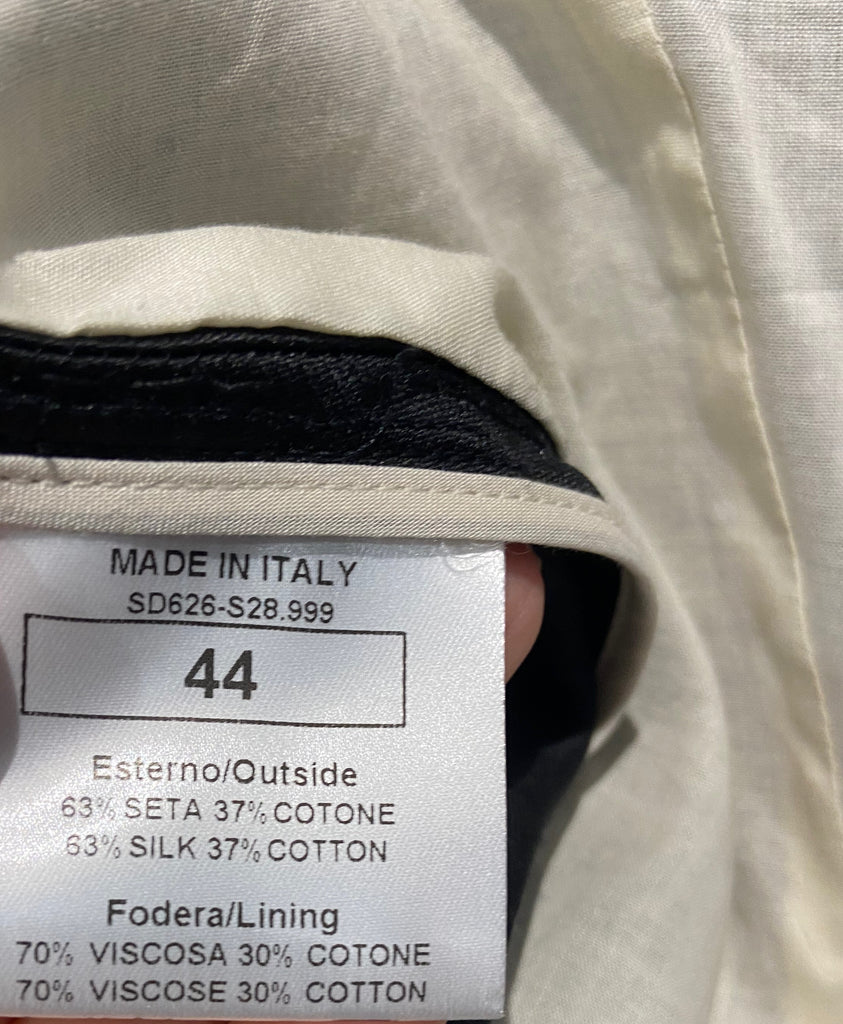 MADE IN ITALY
SD626-S28.999
44
Esterno/Outside
63% SETA 37% COTONE
63% SILK 37% COTTON
Fodera/Lining
70% VISCOSA 30% COTONE
70% VISCOSE 30% COTTON